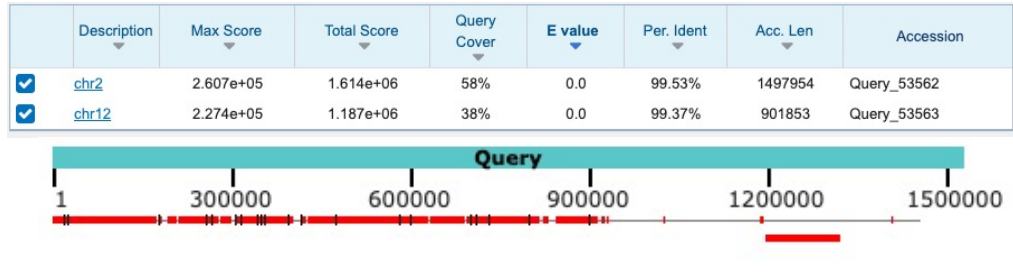 Description Max Score Total Score Query Cover E value Per. Ident Acc. Len Accession
chr2 2.607e+05 1.614e+06 58% 0.0 99.53% 1497954 Query_53562
chr12 2.274e+05 1.187e+06 38% 0.0 99.37% 901853 Query_53563
Query
1 300000 600000 900000 1200000 1500000